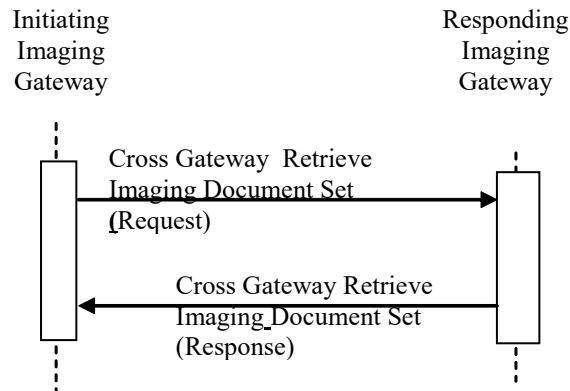 Initiating
Imaging
Gateway
Responding
Imaging
Gateway
Cross Gateway Retrieve
Imaging Document Set
(Request)
Cross Gateway Retrieve
Imaging Document Set
(Response)